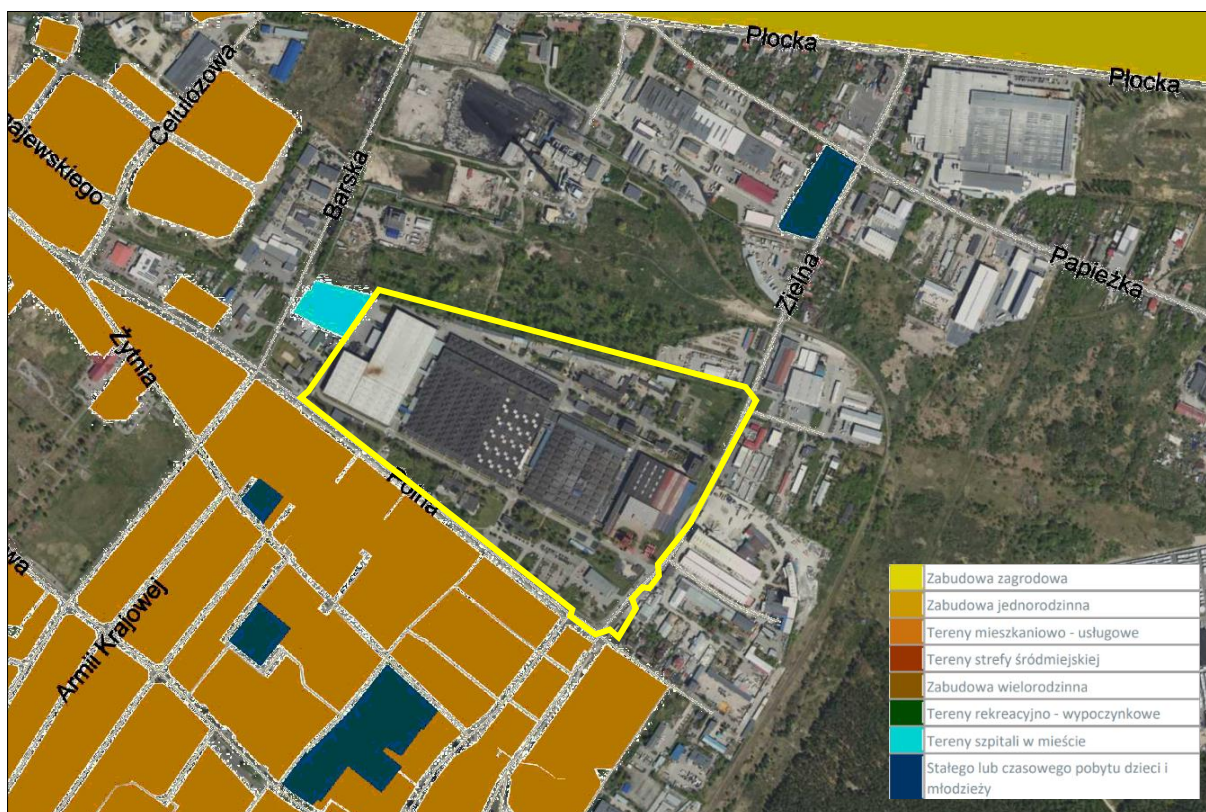 Płocka
Płocka
Celulozowa
ajewskiego
Barska
Zielna
Papieżka
Żytnia
Polna
wa
Armii Krajowej
Zabudowa zagrodowa
Zabudowa jednorodzinna
Tereny mieszkaniowo - usługowe
Tereny strefy śródmiejskiej
Zabudowa wielorodzinna
Tereny rekreacyjno - wypoczynkowe
Tereny szpitali w mieście
Stałego lub czasowego pobytu dzieci i
młodzieży